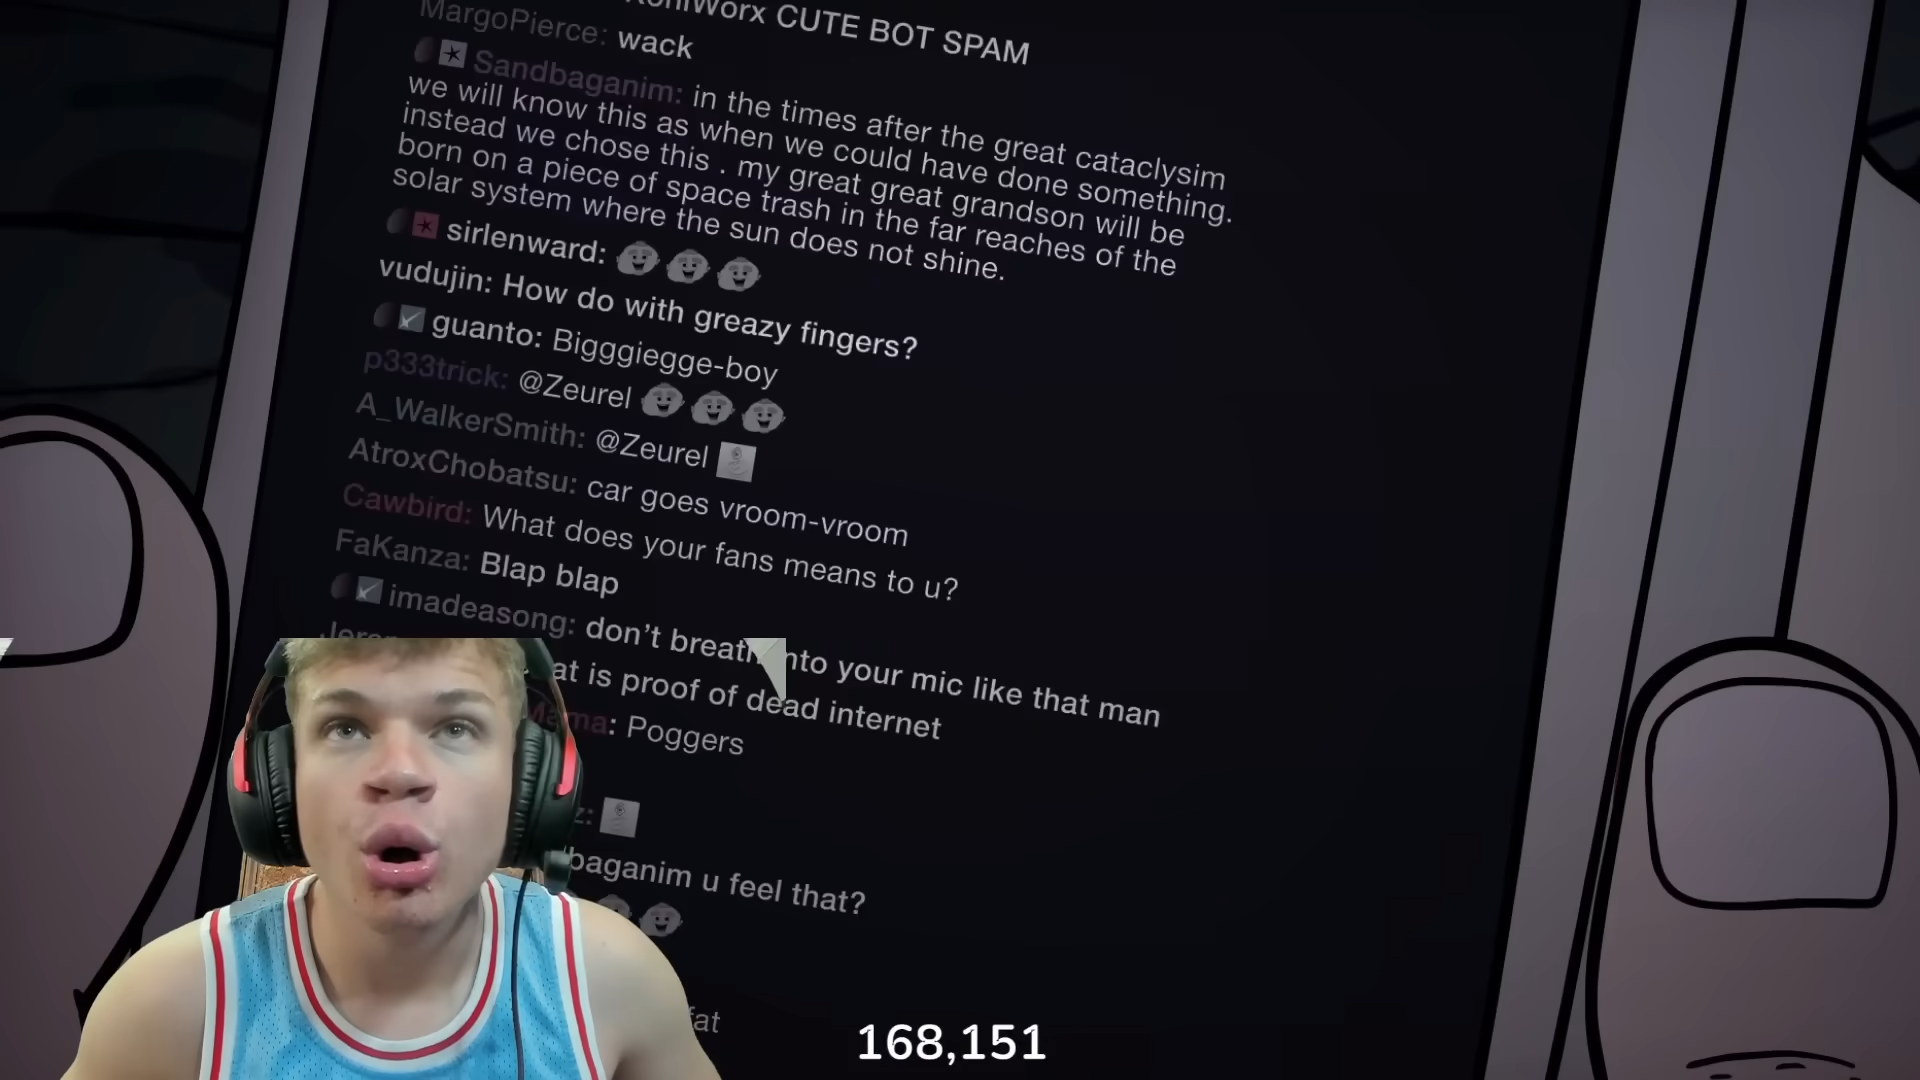 CUTE BOT SPAM
MargoPierce: wack
Sandbaganim: in the times after the great cataclysim
we will know this as when we could have done something.
instead we chose this . my great great grandson will be
born on a piece of space trash in the far reaches of the
solar system where the sun does not shine.
sirlenward:
vudujin: How do with greazy fingers?
guanto: Bigggiegge-boy
p333trick: @Zeurel
A_WalkerSmith: @Zeurel
AtroxChobatsu: car goes vroom-vroom
Cawbird: What does your fans means to u?
FaKanza: Blap blap
imadeasong: don't breath into your mic like that man
is proof of dead internet
: Poggers
baganim u feel that?
fat
168,151